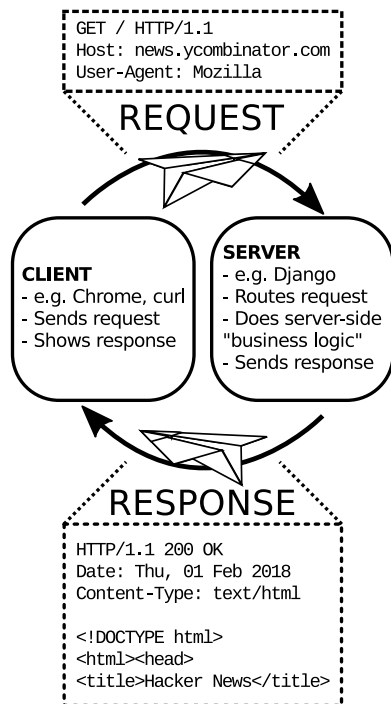 GET / HTTP/1.1
Host: news.ycombinator.com
User-Agent: Mozilla
REQUEST
CLIENT
- e.g. Chrome, curl
- Sends request
- Shows response
SERVER
- e.g. Django
- Routes request
- Does server-side
"business logic"
- Sends response
RESPONSE
HTTP/1.1 200 OK
Date: Thu, 01 Feb 2018
Content-Type: text/html
<!DOCTYPE html>
<html><head>
<title>Hacker News</title>